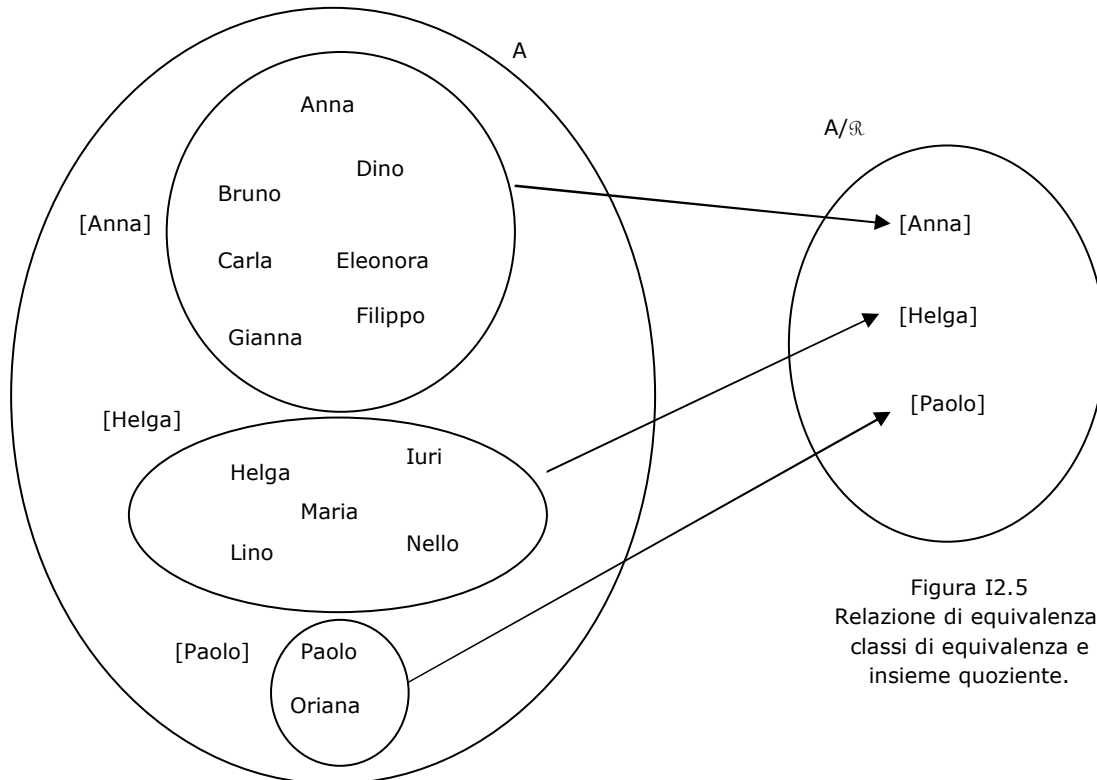 A
Anna
Dino
Bruno
[Anna]
Carla
Eleonora
Filippo
Gianna
[Helga]
Iuri
Helga
Maria
Lino
Nello
[Paolo]
Paolo
Oriana
A/ℛ
[Anna]
[Helga]
[Paolo]
Figura I2.5
Relazione di equivalenza
classi di equivalenza e
insieme quoziente.